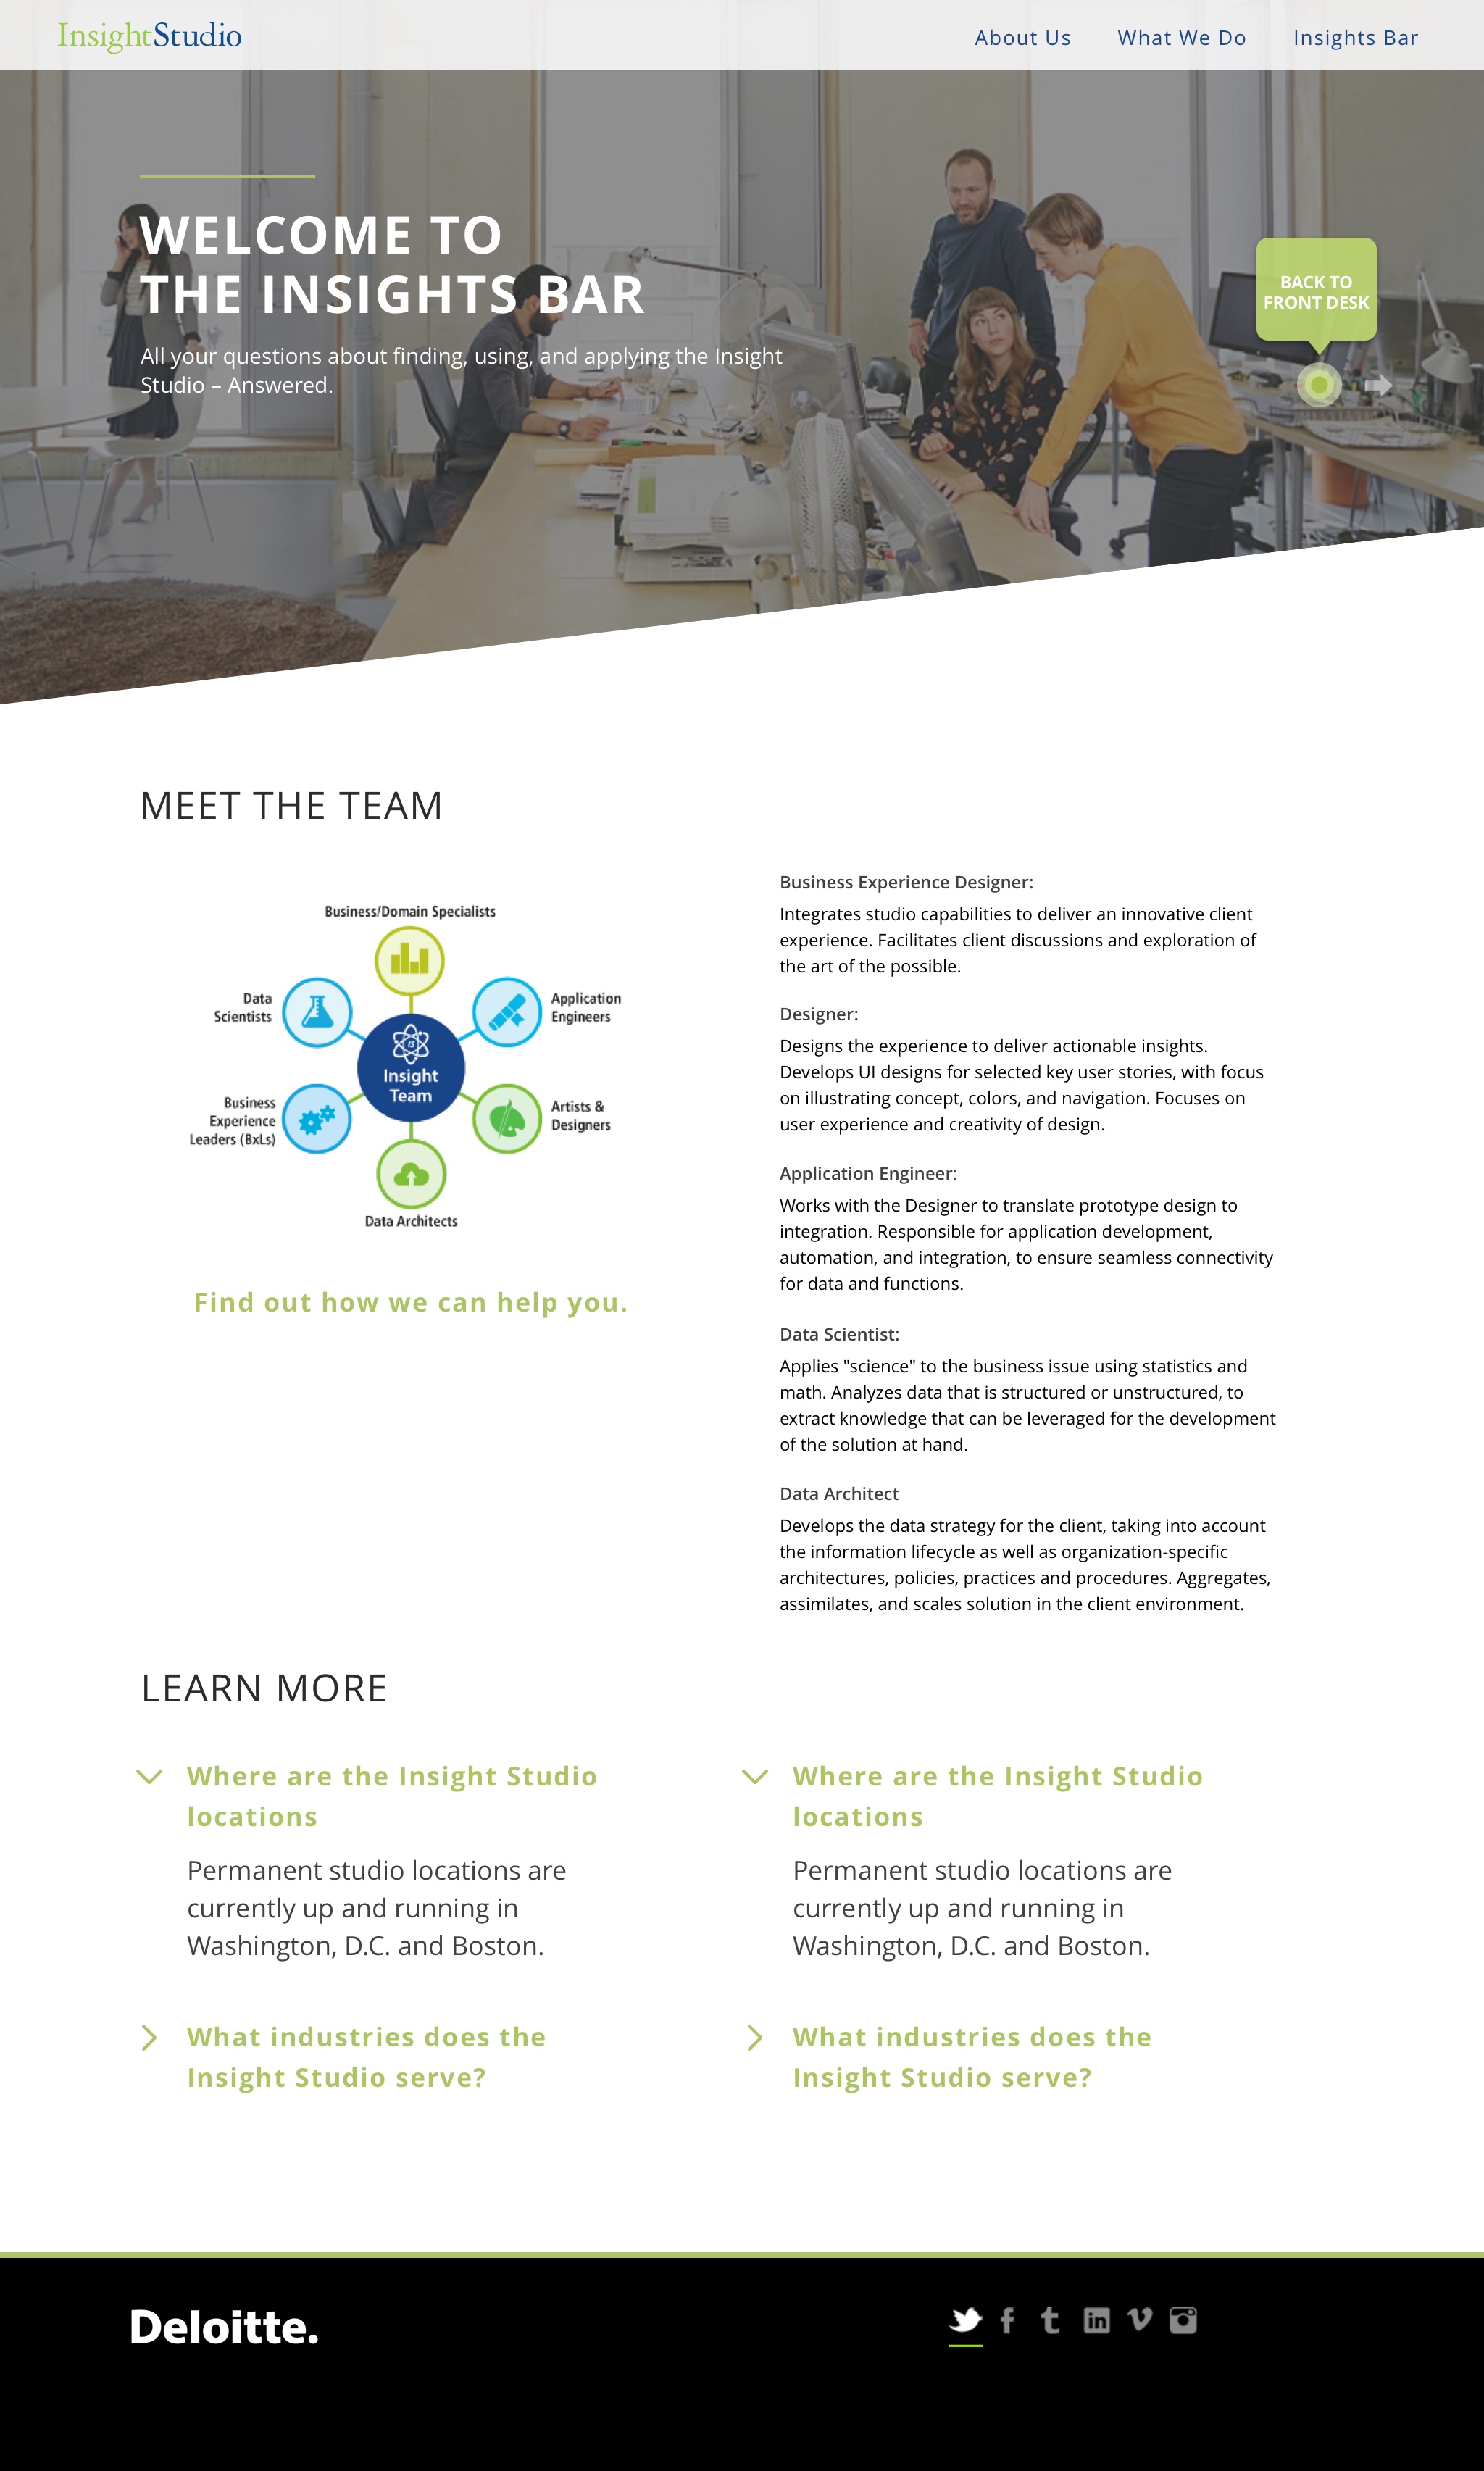 InsightStudio
About Us
What We Do
Insights Bar
WELCOME TO
THE INSIGHTS BAR
All your questions about finding, using, and applying the Insight
Studio – Answered.
BACK TO
FRONT DESK
MEET THE TEAM
Business/Domain Specialists
Data
Scientists
Application
Engineers
IS
Insight
Team
Business
Experience
Leaders (BxLs)
Artists &
Designers
Data Architects
Find out how we can help you.
Business Experience Designer:
Integrates studio capabilities to deliver an innovative client
experience. Facilitates client discussions and exploration of
the art of the possible.
Designer:
Designs the experience to deliver actionable insights.
Develops UI designs for selected key user stories, with focus
on illustrating concept, colors, and navigation. Focuses on
user experience and creativity of design.
Application Engineer:
Works with the Designer to translate prototype design to
integration. Responsible for application development,
automation, and integration, to ensure seamless connectivity
for data and functions.
Data Scientist:
Applies "science" to the business issue using statistics and
math. Analyzes data that is structured or unstructured, to
extract knowledge that can be leveraged for the development
of the solution at hand.
Data Architect
Develops the data strategy for the client, taking into account
the information lifecycle as well as organization-specific
architectures, policies, practices and procedures. Aggregates,
assimilates, and scales solution in the client environment.
LEARN MORE
Where are the Insight Studio
locations
Permanent studio locations are
currently up and running in
Washington, D.C. and Boston.
What industries does the
Insight Studio serve?
Where are the Insight Studio
locations
Permanent studio locations are
currently up and running in
Washington, D.C. and Boston.
What industries does the
Insight Studio serve?
Deloitte.